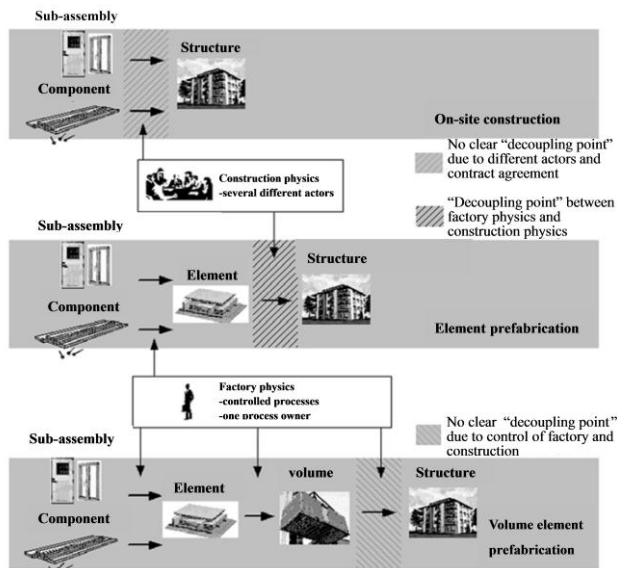 Sub-assembly
Structure
Component
On-site construction
No clear “decoupling point”
due to different actors and
contract agreement
Construction physics
-several different actors
“Decoupling point” between
factory physics and
construction physics
Sub-assembly
Element
Structure
Component
Element prefabrication
Factory physics
-controlled processes
-one process owner
No clear “decoupling point”
due to control of factory and
construction
Sub-assembly
Element
volume
Structure
Component
Volume element
prefabrication